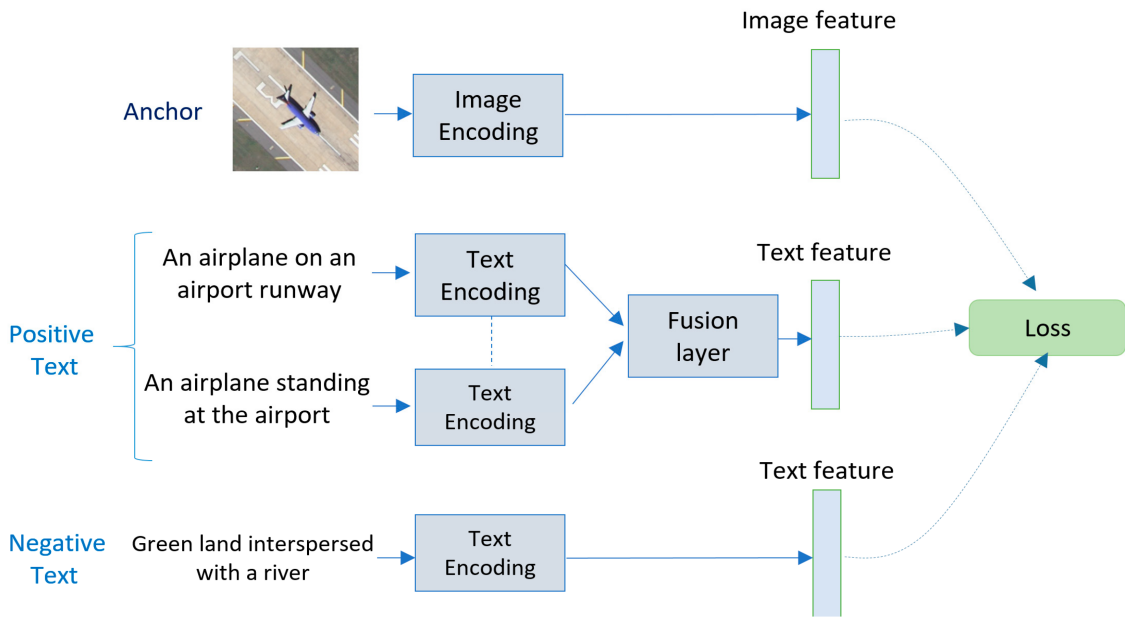 Image feature
Anchor
Image
Encoding
An airplane on an
airport runway
Text
Encoding
Text feature
Positive
Text
Fusion
layer
Loss
An airplane standing
at the airport
Text
Encoding
Text feature
Negative
Text
Green land interspersed
with a river
Text
Encoding